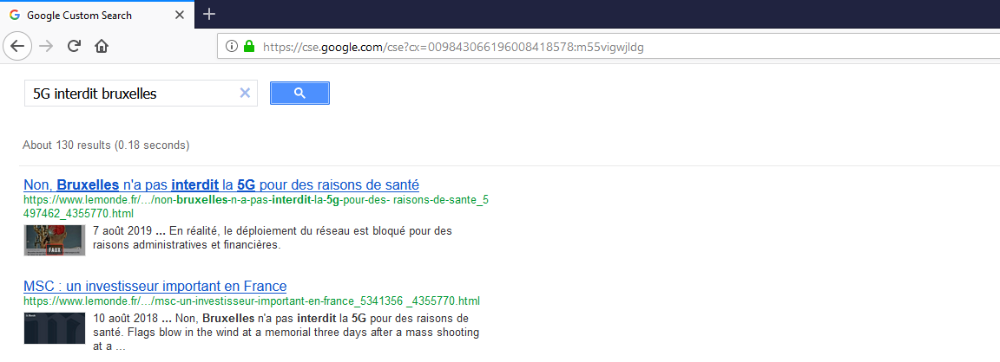 Google Custom Search
https://cse.google.com/cse?cx=009843066196008418578:m55vigwjldg
5G interdit bruxelles
About 130 results (0.18 seconds)
Non, Bruxelles n'a pas interdit la 5G pour des raisons de santé
https://www.lemonde.fr/.../non-bruxelles-n-a-pas-interdit-la-5g-pour-des- raisons-de-sante_5
497462_4355770.html
7 août 2019 ... En réalité, le déploiement du réseau est bloqué pour des
raisons administratives et financières.
FAUX
MSC : un investisseur important en France
https://www.lemonde.fr/.../msc-un-investisseur-important-en-france_5341356 _4355770.html
10 août 2018 ... Non, Bruxelles n'a pas interdit la 5G pour des raisons de
santé. Flags blow in the wind at a memorial three days after a mass shooting
at a ...